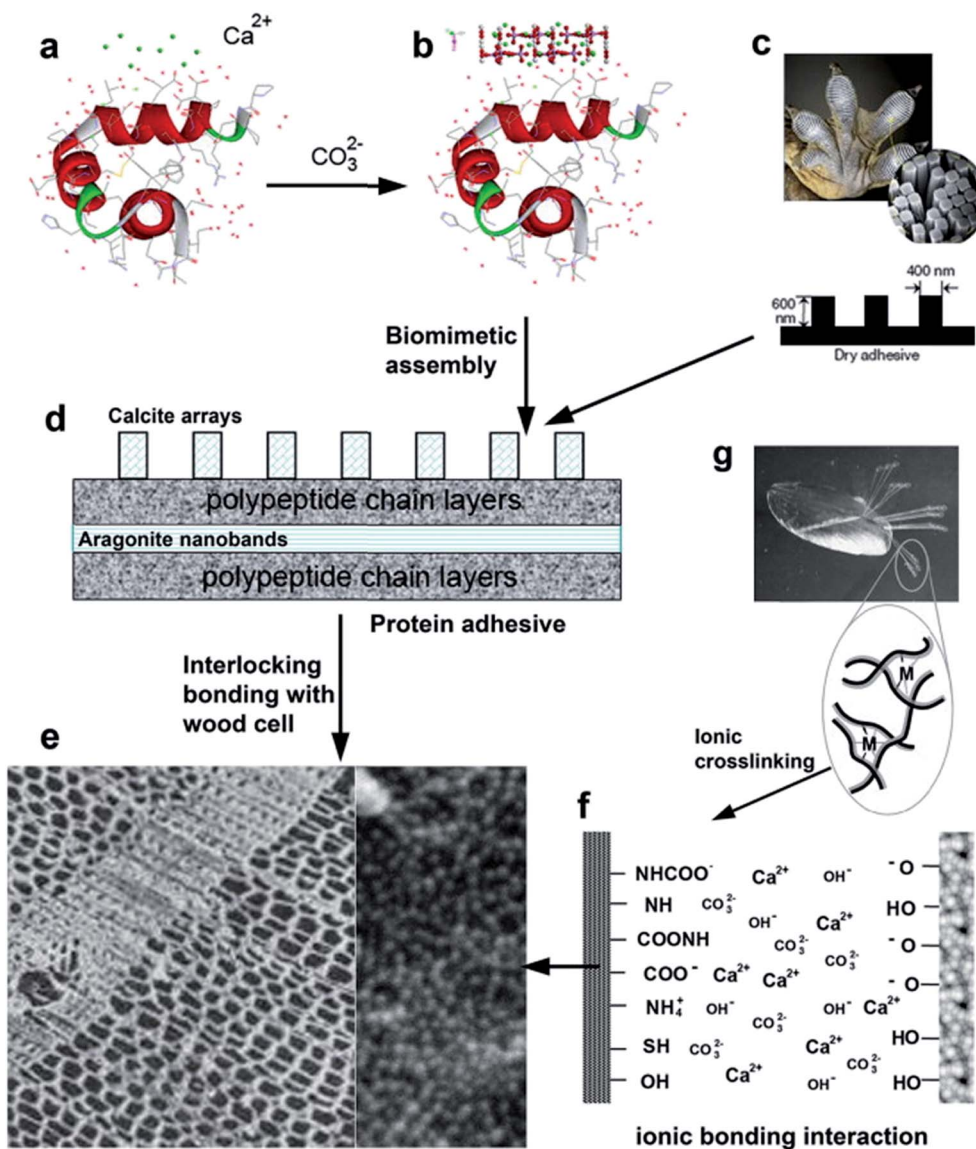 a
Ca2+
b
c
CO32-
400 nm
600
nm
Dry adhesive
Biomimetic
assembly
d
Calcite arrays
polypeptide chain layers
Aragonite nanobands
polypeptide chain layers
Protein adhesive
g
M
M
Interlocking
bonding with
wood cell
e
Ionic
crosslinking
f
NHCOO- Ca2+ OH- -O
NH CO32- OH- Ca2+ HO
COONH CO32- CO32- -O
COO- Ca2+ Ca2+ -O
NH4+ OH- CO32- OH- Ca2+
SH CO32- Ca2+ CO32- HO
OH Ca2+ OH- HO
ionic bonding interaction